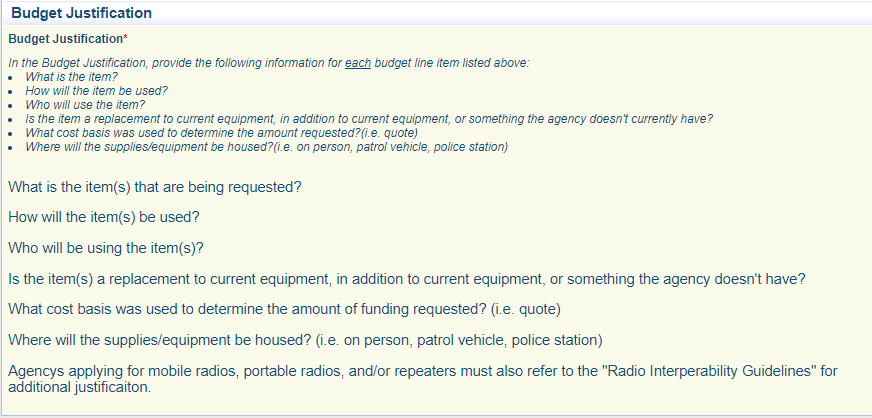 Budget Justification
Budget Justification*
In the Budget Justification, provide the following information for each budget line item listed above:
• What is the item?
• How will the item be used?
• Who will use the item?
• Is the item a replacement to current equipment, in addition to current equipment, or something the agency doesn't currently have?
• What cost basis was used to determine the amount requested?(i.e. quote)
• Where will the supplies/equipment be housed?(i.e. on person, patrol vehicle, police station)
What is the item(s) that are being requested?
How will the item(s) be used?
Who will be using the item(s)?
Is the item(s) a replacement to current equipment, in addition to current equipment, or something the agency doesn't have?
What cost basis was used to determine the amount of funding requested? (i.e. quote)
Where will the supplies/equipment be housed? (i.e. on person, patrol vehicle, police station)
Agencys applying for mobile radios, portable radios, and/or repeaters must also refer to the "Radio Interperability Guidelines" for
additional justificaiton.